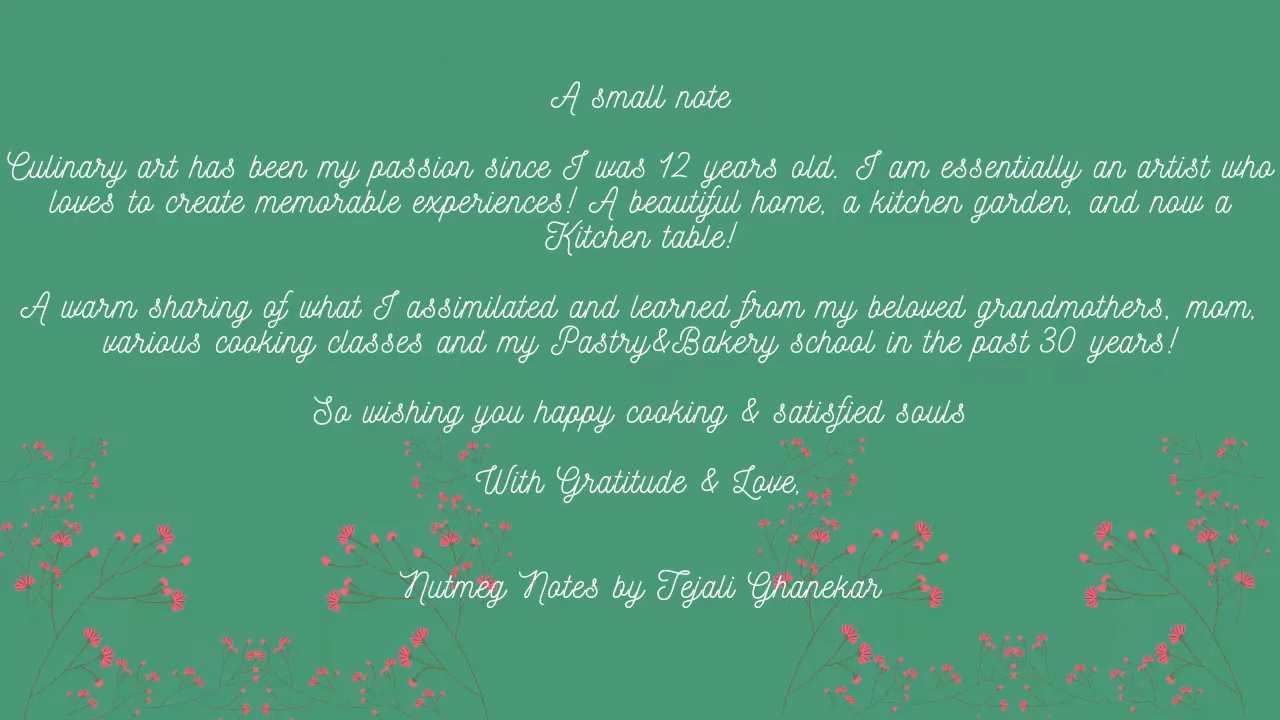 A small note
Culinary art has been my passion since I was 12 years old. I am essentially an artist who
loves to create memorable experiences! A beautiful home, a kitchen garden, and now a
Kitchen table!
A warm sharing of what I assimilated and learned from my beloved grandmothers, mom,
various cooking classes and my Pastry&Bakery school in the past 30 years!
So wishing you happy cooking & satisfied souls
With Gratitude & Love,
Nutmeg Notes by Tejali Ghanekar